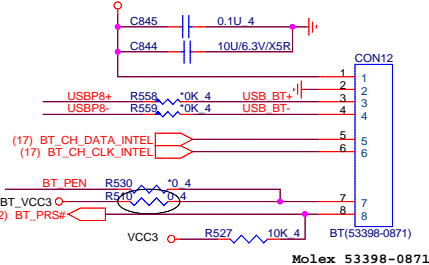 C845 0.1U_4
C844 10U/6.3V/X5R
CON12
1 1
2 2
USBP8+ R558 *0K_4 USB_BT+ 3 3
USBP8- R559 *0K_4 USB_BT- 4 4
(17) BT_CH_DATA_INTEL 5 5
(17) BT_CH_CLK_INTEL 6 6
BT_PEN R530 *0_4
BT_VCC3 R510 0_4 7 7
2) BT_PRS# 8 8
VCC3 R527 10K_4 BT(53398-0871)
Molex 53398-0871